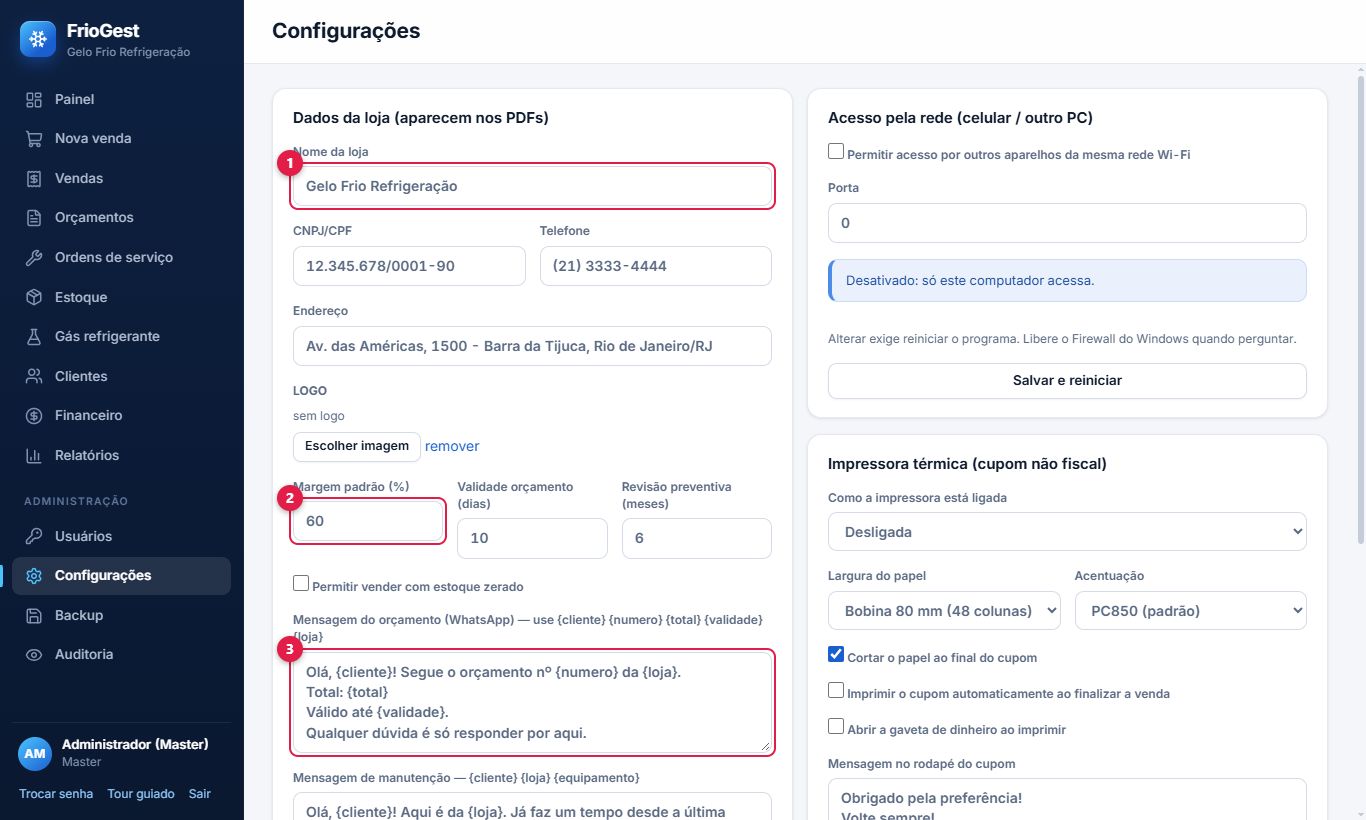 FrioGest
Gelo Frio Refrigeração
Painel
Nova venda
Vendas
Orçamentos
Ordens de serviço
Estoque
Gás refrigerante
Clientes
Financeiro
Relatórios
ADMINISTRAÇÃO
Usuários
Configurações
Backup
Auditoria
AM
Administrador (Master)
Master
Trocar senha Tour guiado Sair
Configurações
Dados da loja (aparecem nos PDFs)
Nome da loja
1
Gelo Frio Refrigeração
CNPJ/CPF Telefone
12.345.678/0001-90 (21) 3333-4444
Endereço
Av. das Américas, 1500 - Barra da Tijuca, Rio de Janeiro/RJ
LOGO
sem logo
Escolher imagem remover
Margem padrão (%) Validade orçamento (dias) Revisão preventiva (meses)
2
60 10 6
Permitir vender com estoque zerado
Mensagem do orçamento (WhatsApp) — use {cliente} {numero} {total} {validade}
{loja}
3
Olá, {cliente}! Segue o orçamento nº {numero} da {loja}.
Total: {total}
Válido até {validade}.
Qualquer dúvida é só responder por aqui.
Mensagem de manutenção — {cliente} {loja} {equipamento}
Olá, {cliente}! Aqui é da {loja}. Já faz um tempo desde a última
Acesso pela rede (celular / outro PC)
Permitir acesso por outros aparelhos da mesma rede Wi-Fi
Porta
0
Desativado: só este computador acessa.
Alterar exige reiniciar o programa. Libere o Firewall do Windows quando perguntar.
Salvar e reiniciar
Impressora térmica (cupom não fiscal)
Como a impressora está ligada
Desligada
Largura do papel Acentuação
Bobina 80 mm (48 colunas) PC850 (padrão)
Cortar o papel ao final do cupom
Imprimir o cupom automaticamente ao finalizar a venda
Abrir a gaveta de dinheiro ao imprimir
Mensagem no rodapé do cupom
Obrigado pela preferência!
Volte sempre!